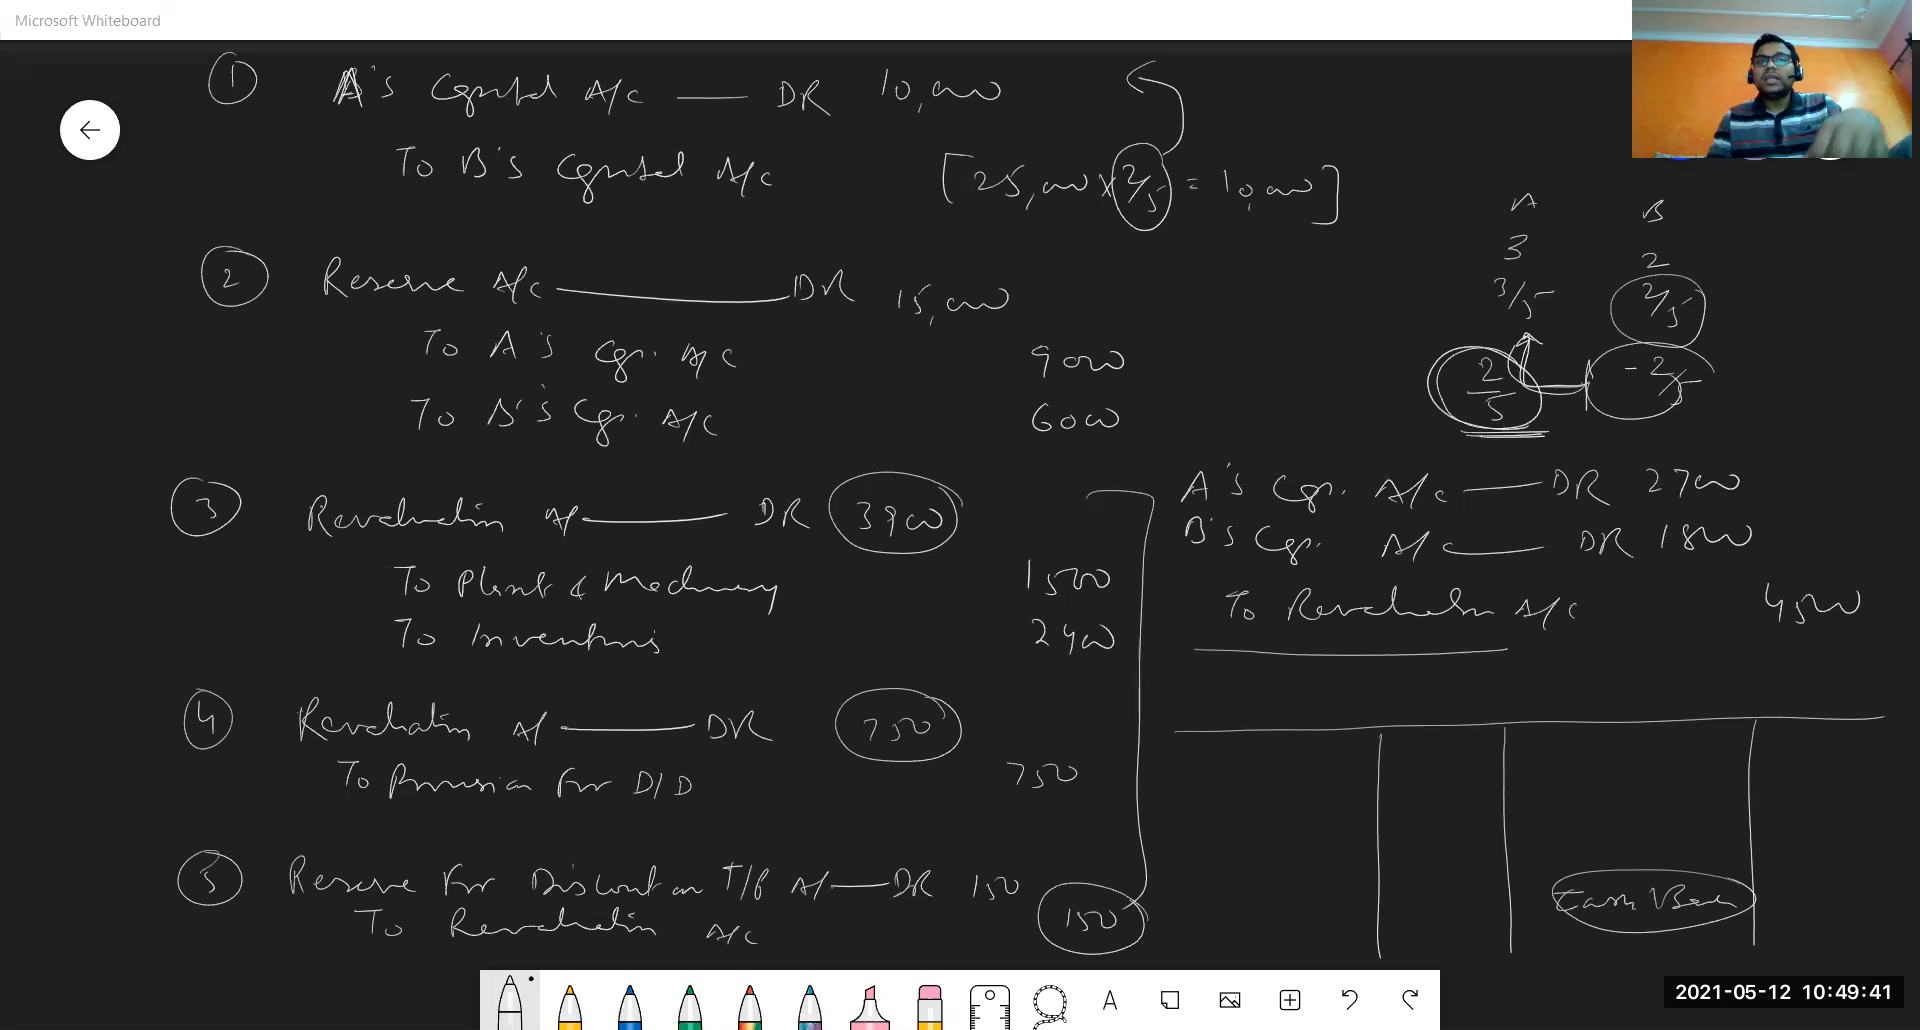 Microsoft Whiteboard
① A's Capital A/c — DR 10,000
To B's Capital A/c [25,000 × 2/5 = 10,000]
A B
3 2
3/5 2/5
2/5 - 2/5
② Reserve A/c — DR 15,000
To A's Cap. A/c 9000
To B's Cap. A/c 6000
③ Revaluation A/ — DR 3900
To Plant & Machinery 1500
To Inventories 2400
④ Revaluation A/ — DR 750
To Provision for D/D 750
⑤ Reserve for Discount on T/P A/ — DR 150
To Revaluation A/c 150
A's Cap. A/c — DR 2700
B's Cap. A/c — DR 1800
To Revaluation A/c 4500
Cash/Bank
2021-05-12 10:49:41